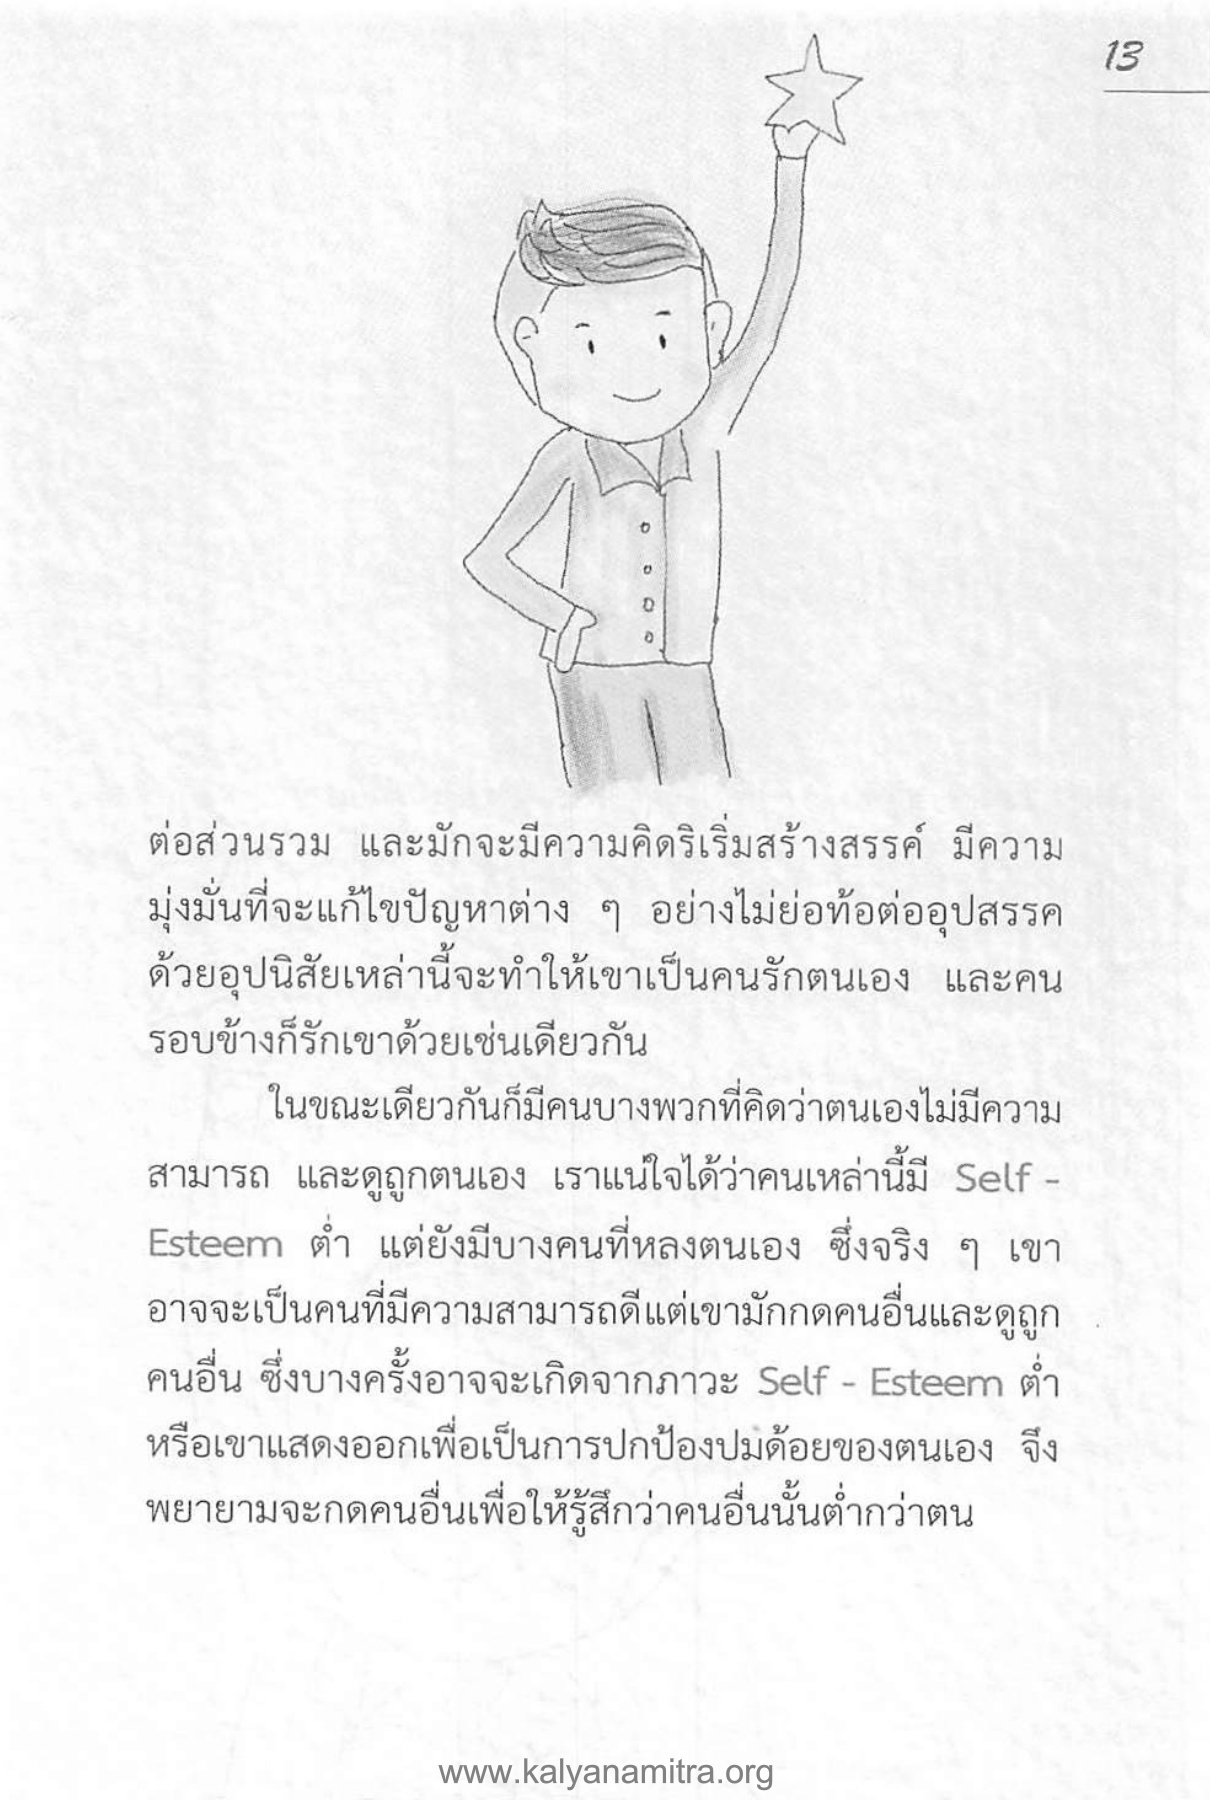 13
ต่อส่วนรวม และมักจะมีความคิดริเริ่มสร้างสรรค์ มีความ
มุ่งมั่นที่จะแก้ไขปัญหาต่าง ๆ อย่างไม่ย่อท้อต่ออุปสรรค
ด้วยอุปนิสัยเหล่านี้จะทำให้เขาเป็นคนรักตนเอง และคน
รอบข้างก็รักเขาด้วยเช่นเดียวกัน
ในขณะเดียวกันก็มีคนบางพวกที่คิดว่าตนเองไม่มีความ
สามารถ และดูถูกตนเอง เราแน่ใจได้ว่าคนเหล่านี้มี Self -
Esteem ต่ำ แต่ยังมีบางคนที่หลงตนเอง ซึ่งจริง ๆ เขา
อาจจะเป็นคนที่มีความสามารถดีแต่เขามักกดคนอื่นและดูถูก
คนอื่น ซึ่งบางครั้งอาจจะเกิดจากภาวะ Self - Esteem ต่ำ
หรือเขาแสดงออกเพื่อเป็นการปกป้องปมด้อยของตนเอง จึง
พยายามจะกดคนอื่นเพื่อให้รู้สึกว่าคนอื่นนั้นต่ำกว่าตน
www.kalyanamitra.org